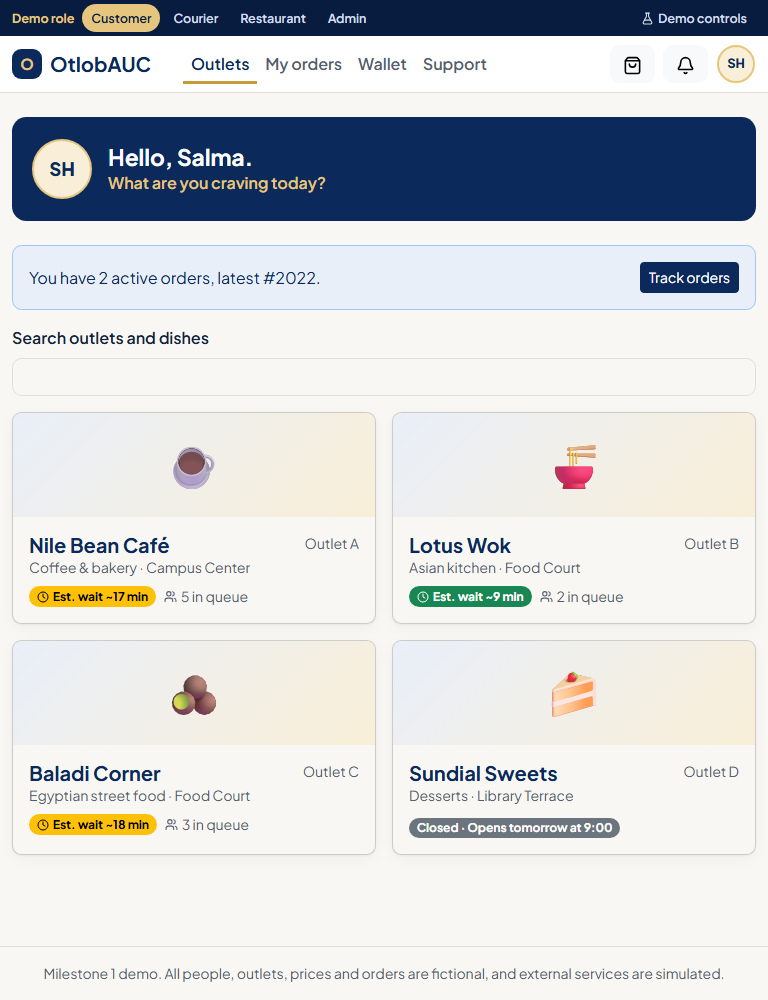 Demo role Customer Courier Restaurant Admin Demo controls
O OtlobAUC Outlets My orders Wallet Support SH
SH
Hello, Salma.
What are you craving today?
You have 2 active orders, latest #2022. Track orders
Search outlets and dishes
Nile Bean Café Outlet A
Coffee & bakery · Campus Center
Est. wait ~17 min 5 in queue
Lotus Wok Outlet B
Asian kitchen · Food Court
Est. wait ~9 min 2 in queue
Baladi Corner Outlet C
Egyptian street food · Food Court
Est. wait ~18 min 3 in queue
Sundial Sweets Outlet D
Desserts · Library Terrace
Closed · Opens tomorrow at 9:00
Milestone 1 demo. All people, outlets, prices and orders are fictional, and external services are simulated.